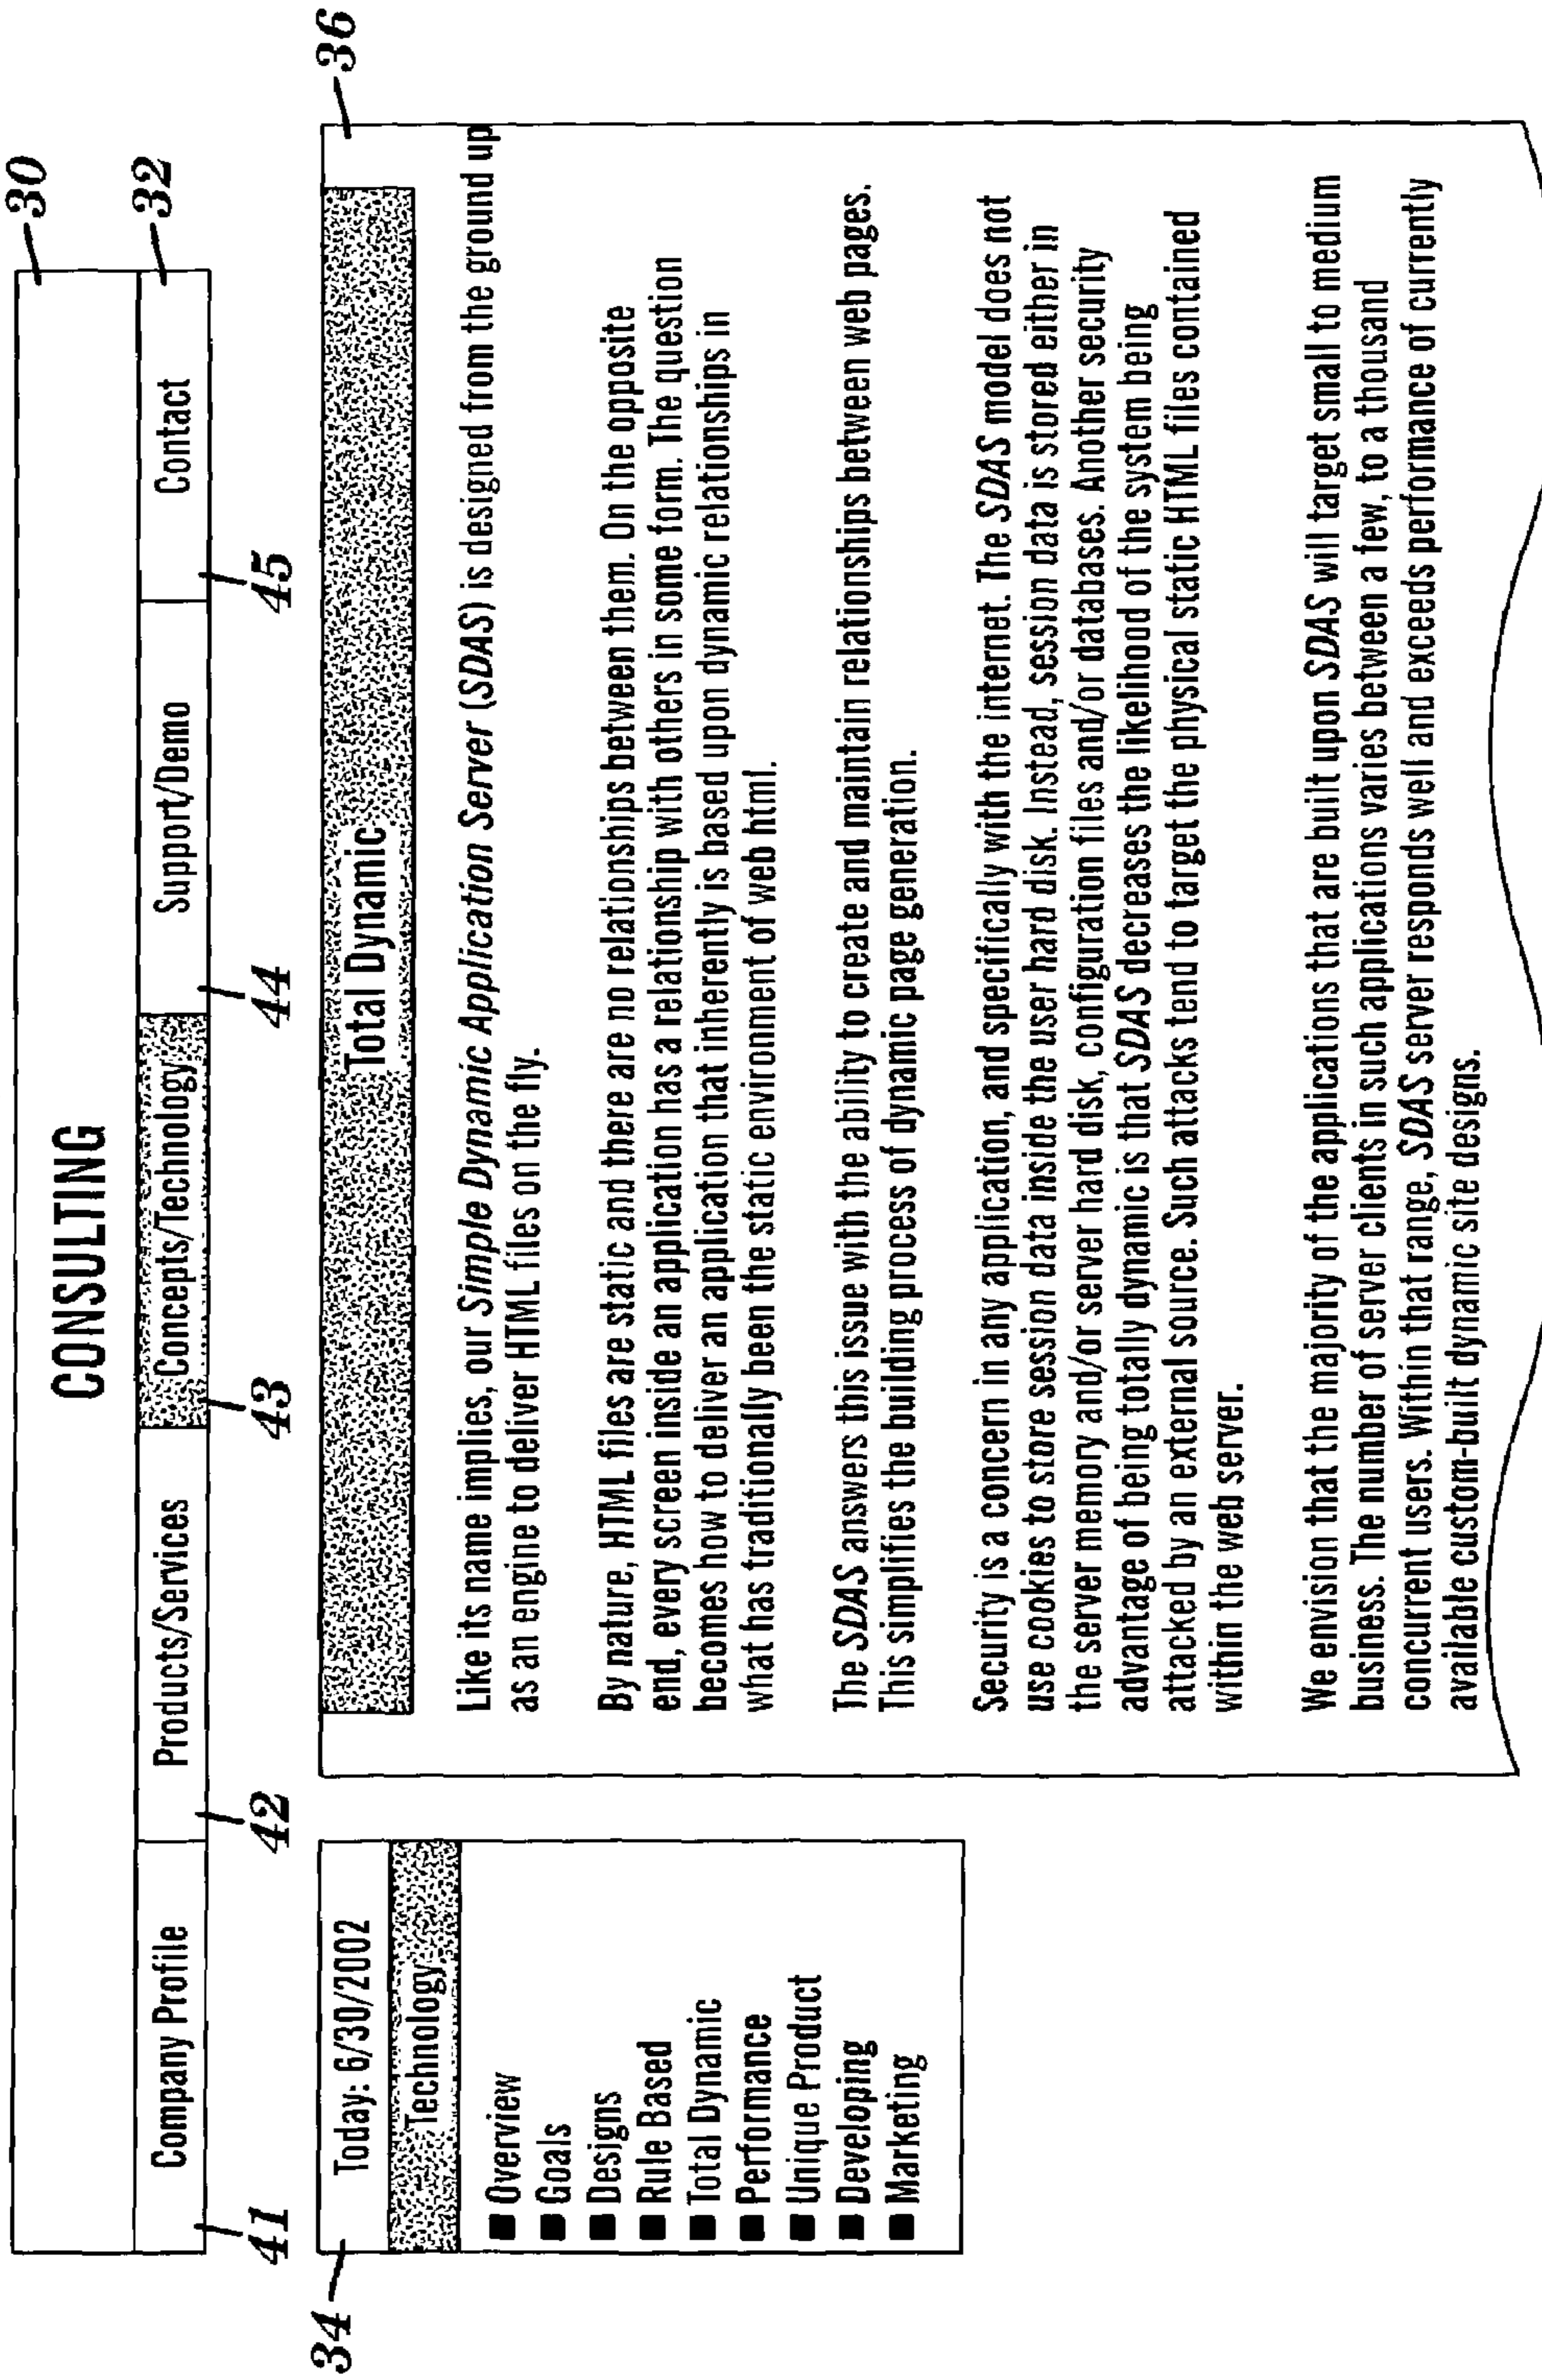 CONSULTING
30
Company Profile
Products/Services
Concepts/Technology
Support/Demo
Contact
32
41
42
43
44
45
34
Today: 6/30/2002
Technology
■ Overview
■ Goals
■ Designs
■ Rule Based
■ Total Dynamic
■ Performance
■ Unique Product
■ Developing
■ Marketing
36
Total Dynamic
Like its name implies, our Simple Dynamic Application Server (SDAS) is designed from the ground up
as an engine to deliver HTML files on the fly.
By nature, HTML files are static and there are no relationships between them. On the opposite
end, every screen inside an application has a relationship with others in some form. The question
becomes how to deliver an application that inherently is based upon dynamic relationships in
what has traditionally been the static environment of web html.
The SDAS answers this issue with the ability to create and maintain relationships between web pages.
This simplifies the building process of dynamic page generation.
Security is a concern in any application, and specifically with the internet. The SDAS model does not
use cookies to store session data inside the user hard disk. Instead, session data is stored either in
the server memory and/or server hard disk, configuration files and/or databases. Another security
advantage of being totally dynamic is that SDAS decreases the likelihood of the system being
attacked by an external source. Such attacks tend to target the physical static HTML files contained
within the web server.
We envision that the majority of the applications that are built upon SDAS will target small to medium
business. The number of server clients in such applications varies between a few, to a thousand
concurrent users. Within that range, SDAS server responds well and exceeds performance of currently
available custom-built dynamic site designs.